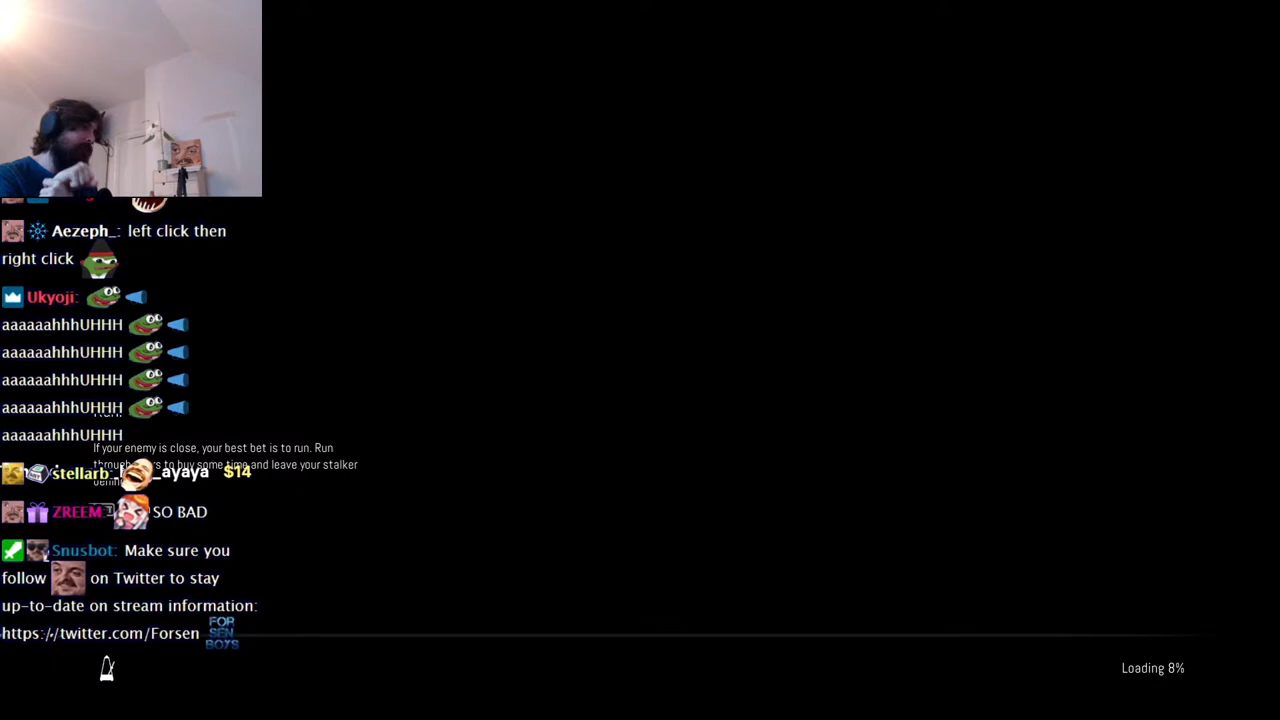 Aezeph_: left click then
right click
Ukyoji:
aaaaaahhhUHHH
aaaaaahhhUHHH
aaaaaahhhUHHH
aaaaaahhhUHHH
aaaaaahhhUHHH
If your enemy is close, your best bet is to run. Run
to buy some time and leave your stalker
stellarb_ _ayaya $14
ZREEM: SO BAD
Snusbot: Make sure you
follow on Twitter to stay
up-to-date on stream information:
https://twitter.com/Forsen
FOR
SEN
BOYS
Loading 8%